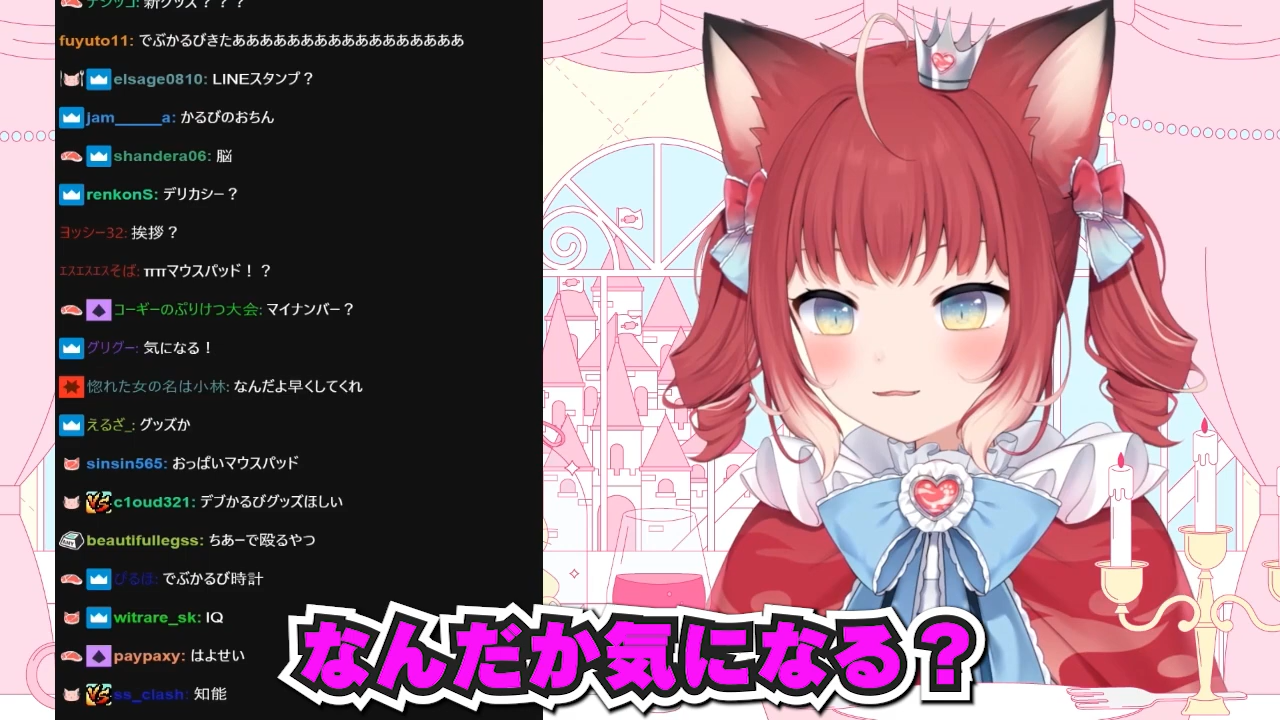 ナシッコ: 新グッズ？？？
fuyuto11: でぶかるびきたあああああああああああああああああ
elsage0810: LINEスタンプ？
jam_____a: かるびのおちん
shandera06: 脳
renkonS: デリカシー？
ヨッシー32: 挨拶？
エスエスエスそば: πππマウスパッド！？
コーギーのぷりけつ大会: マイナンバー？
グリグー: 気になる！
惚れた女の名は小林: なんだよ早くしてくれ
えるざ_: グッズか
sinsin565: おっぱいマウスパッド
c1oud321: デブかるびグッズほしい
beautifullegss: ちあーで殴るやつ
ぴるほ: でぶかるび時計
witrare_sk: IQ
paypaxy: はよせい
ss_clash: 知能
なんだか気になる？